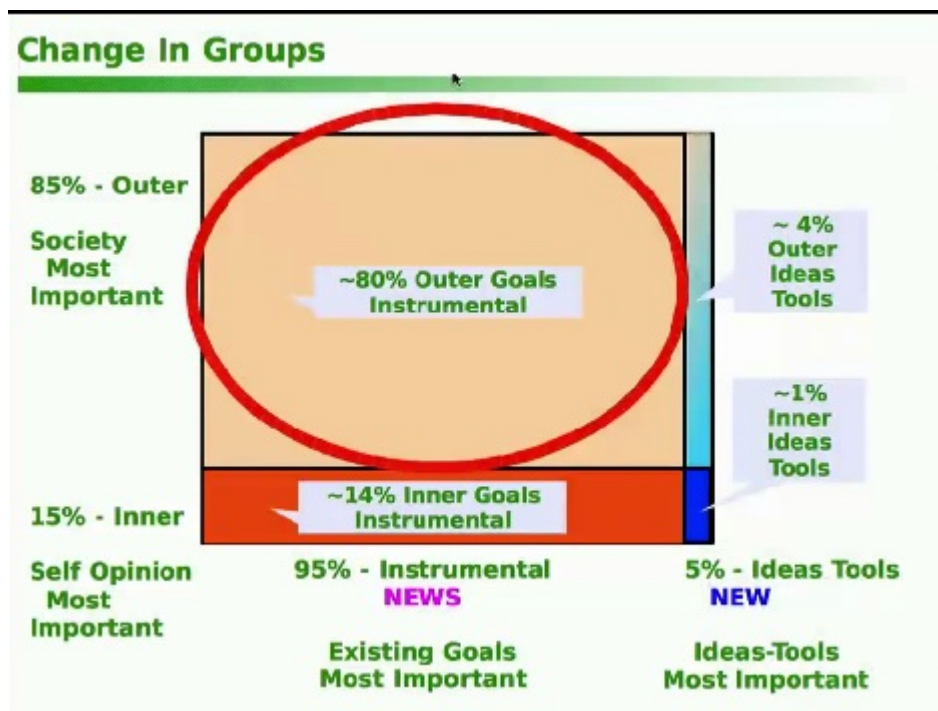 Change In Groups
85% - Outer
Society
Most
Important
~80% Outer Goals
Instrumental
~ 4%
Outer
Ideas
Tools
~1%
Inner
Ideas
Tools
~14% Inner Goals
Instrumental
15% - Inner
Self Opinion
Most
Important
95% - Instrumental
NEWS
Existing Goals
Most Important
5% - Ideas Tools
NEW
Ideas-Tools
Most Important